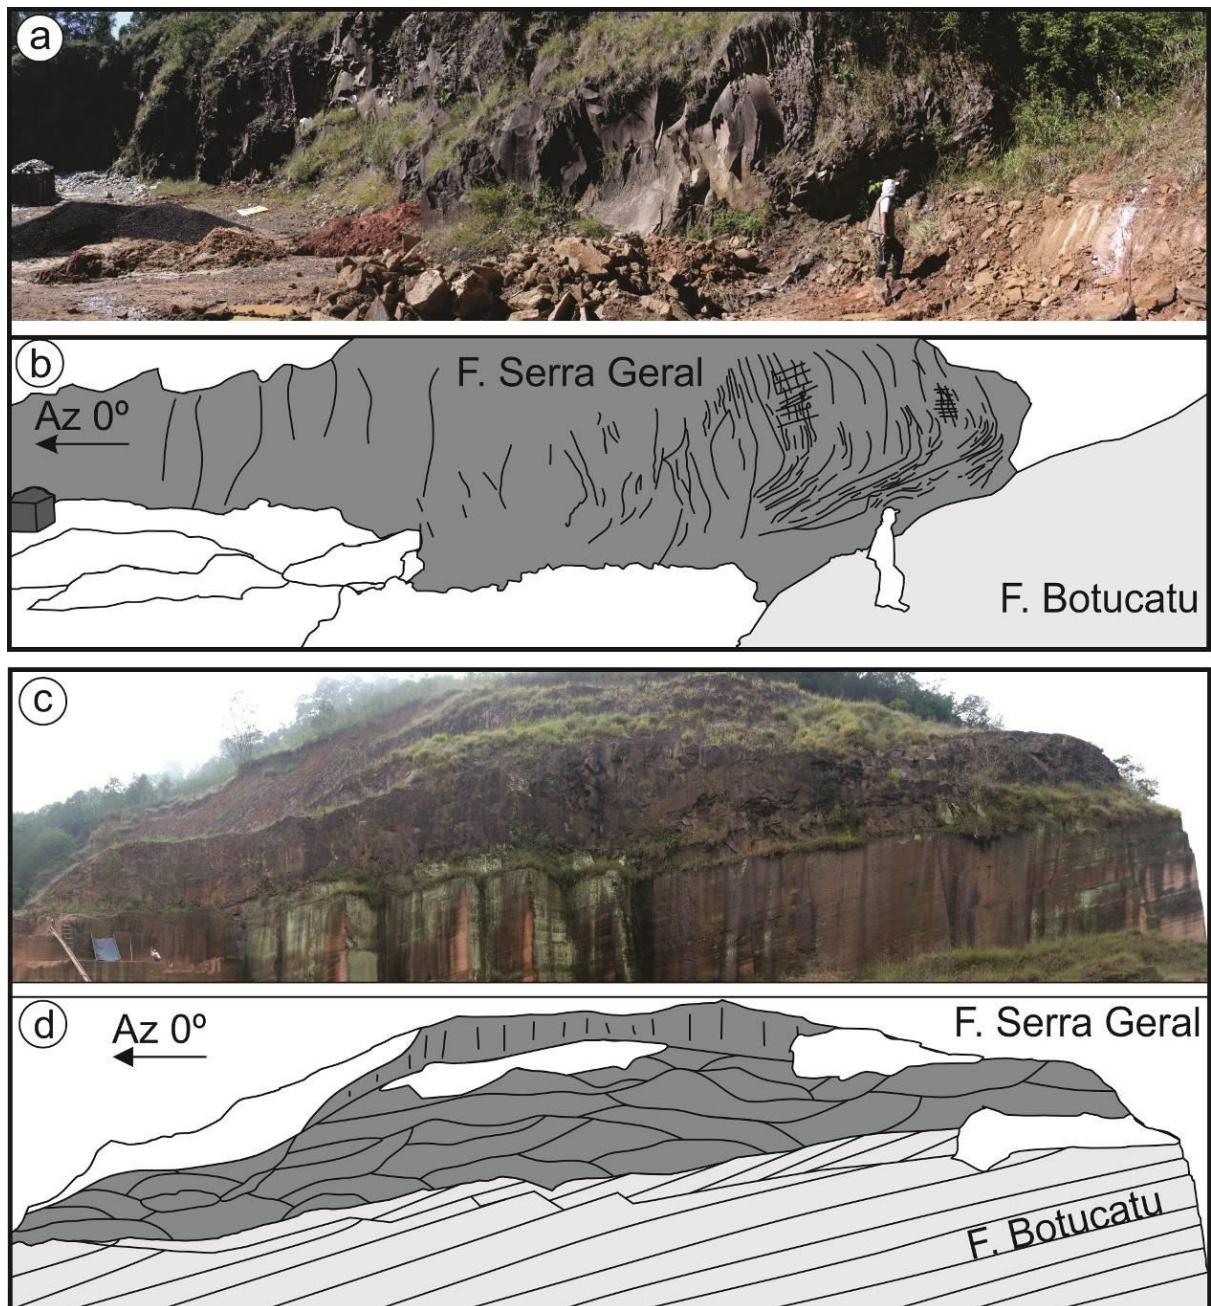 a
b
F. Serra Geral
Az 0º
F. Botucatu
c
d
Az 0º
F. Serra Geral
F. Botucatu